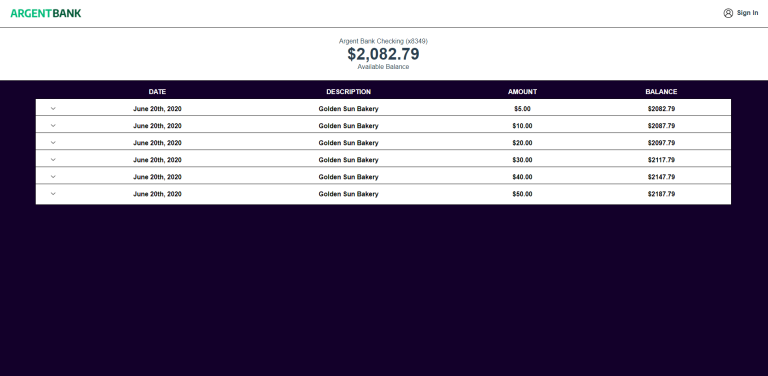 ARGENTBANK Sign In
Argent Bank Checking (x8349)
$2,082.79
Available Balance
DATE DESCRIPTION AMOUNT BALANCE
June 20th, 2020 Golden Sun Bakery $5.00 $2082.79
June 20th, 2020 Golden Sun Bakery $10.00 $2087.79
June 20th, 2020 Golden Sun Bakery $20.00 $2097.79
June 20th, 2020 Golden Sun Bakery $30.00 $2117.79
June 20th, 2020 Golden Sun Bakery $40.00 $2147.79
June 20th, 2020 Golden Sun Bakery $50.00 $2187.79